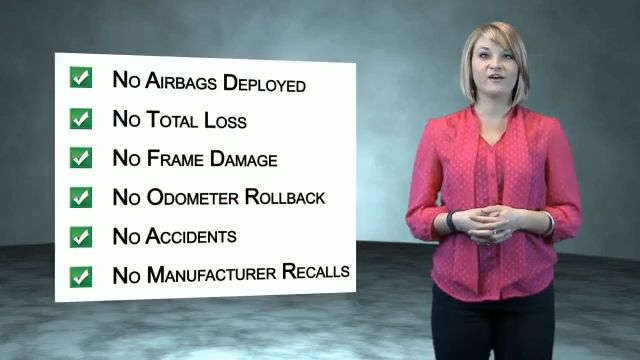 No Airbags Deployed
No Total Loss
No Frame Damage
No Odometer Rollback
No Accidents
No Manufacturer Recalls